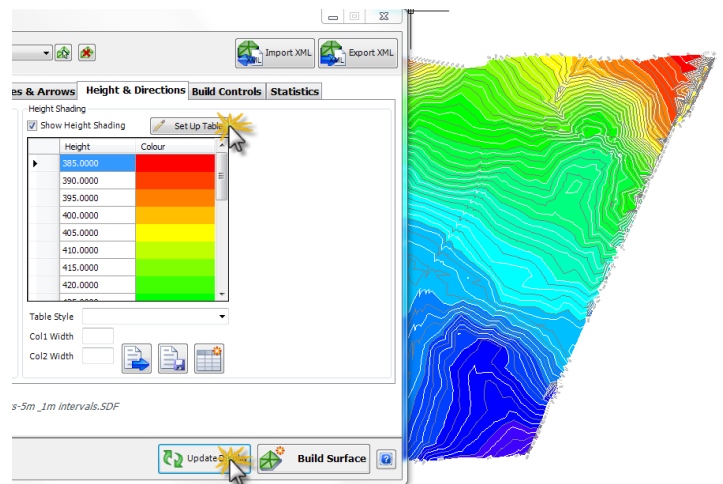 Import XML
Export XML
es & Arrows Height & Directions Build Controls Statistics
Height Shading
Show Height Shading
Set Up Table
Height Colour
385.0000
390.0000
395.0000
400.0000
405.0000
410.0000
415.0000
420.0000
Table Style
Col1 Width
Col2 Width
s-5m _1m intervals.SDF
Update
Build Surface